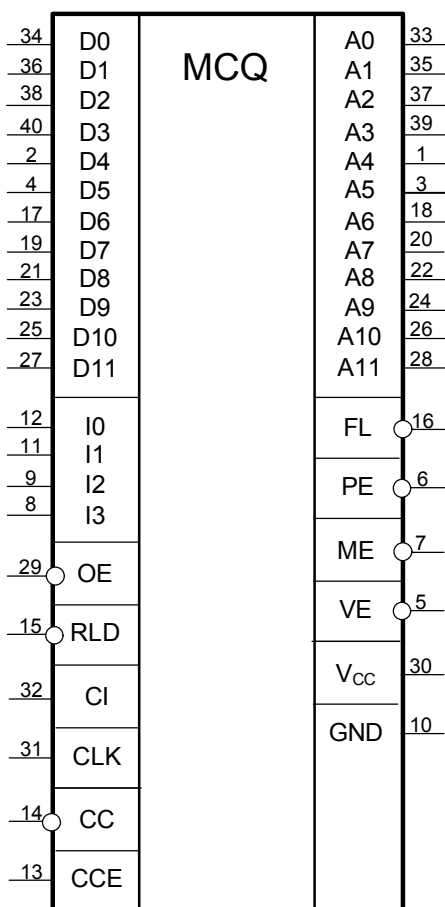 34 D0 MCQ A0 33
36 D1 A1 35
38 D2 A2 37
40 D3 A3 39
2 D4 A4 1
4 D5 A5 3
17 D6 A6 18
19 D7 A7 20
21 D8 A8 22
23 D9 A9 24
25 D10 A10 26
27 D11 A11 28
12 I0 FL 16
11 I1
9 I2 PE 6
8 I3
29 OE ME 7
15 RLD VE 5
32 CI VCC 30
31 CLK GND 10
14 CC
13 CCE